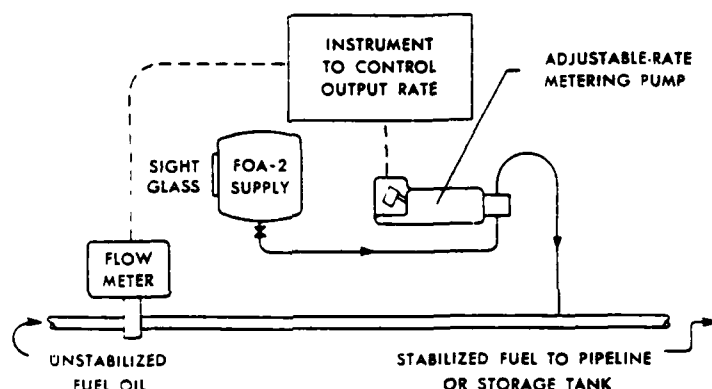 INSTRUMENT
TO CONTROL
OUTPUT RATE
ADJUSTABLE-RATE
METERING PUMP
SIGHT
GLASS
FOA-2
SUPPLY
FLOW
METER
UNSTABILIZED
FUEL OIL
STABILIZED FUEL TO PIPELINE
OR STORAGE TANK